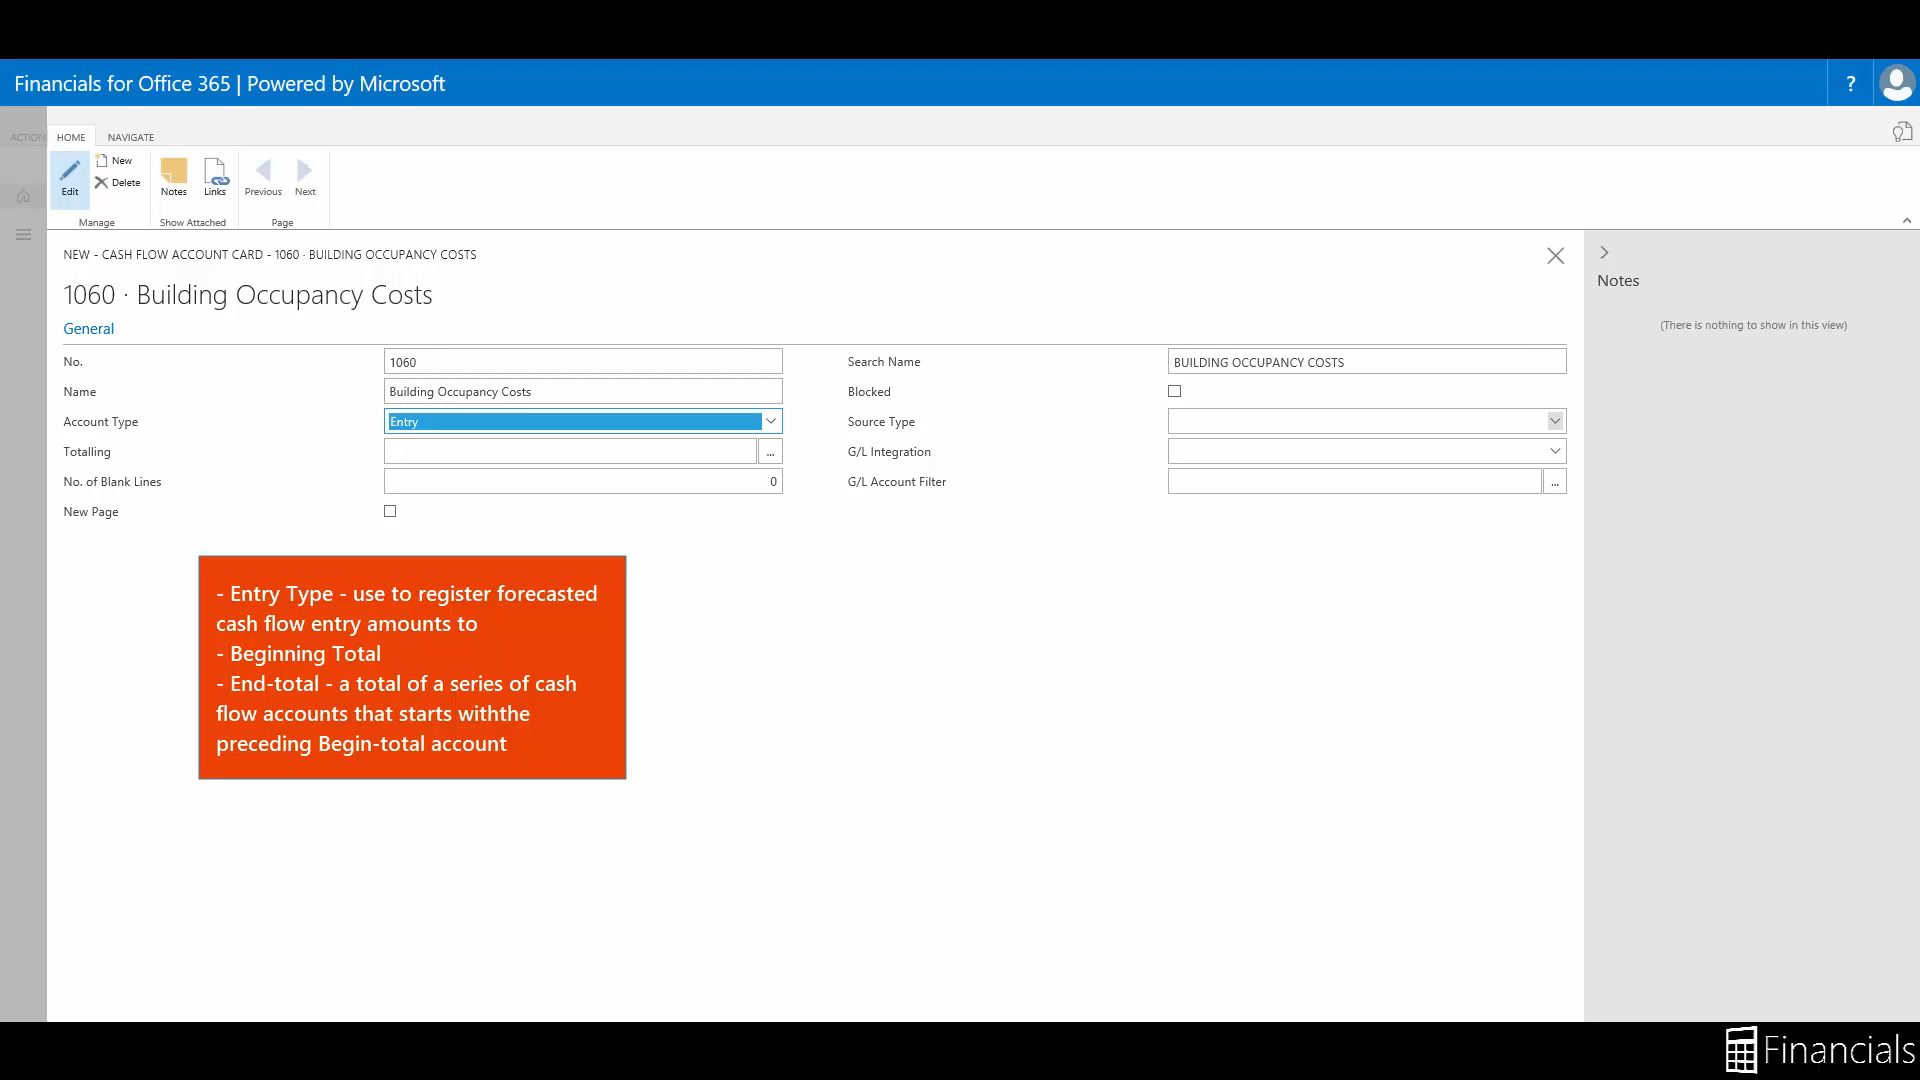 Financials for Office 365 | Powered by Microsoft
?
ACTION
HOME
NAVIGATE
Edit
New
Delete
Notes
Links
Previous
Next
Manage
Show Attached
Page
NEW - CASH FLOW ACCOUNT CARD - 1060 · BUILDING OCCUPANCY COSTS
1060 · Building Occupancy Costs
General
No.
1060
Name
Building Occupancy Costs
Account Type
Entry
Totalling
...
No. of Blank Lines
0
New Page
Search Name
BUILDING OCCUPANCY COSTS
Blocked
Source Type
G/L Integration
G/L Account Filter
...
Notes
(There is nothing to show in this view)
- Entry Type - use to register forecasted
cash flow entry amounts to
- Beginning Total
- End-total - a total of a series of cash
flow accounts that starts withthe
preceding Begin-total account
Financials